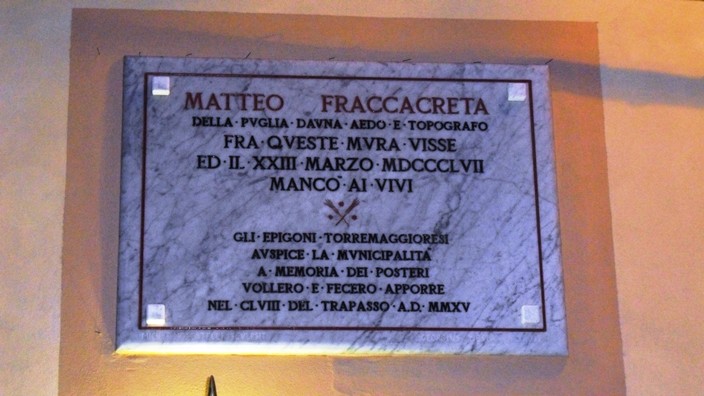 MATTEO FRACCACRETA
DELLA·PVGLIA·DAVNA·AEDO·E·TOPOGRAFO
FRA·QVESTE·MVRA·VISSE
ED·IL·XXIII·MARZO·MDCCCLVII
MANCÒ·AI·VIVI
GLI·EPIGONI·TORREMAGGIORESI
AVSPICE·LA·MVNICIPALITÀ
A·MEMORIA·DEI·POSTERI
VOLLERO·E·FECERO·APPORRE
NEL·CLVIII·DEL·TRAPASSO·A.D.·MMXV